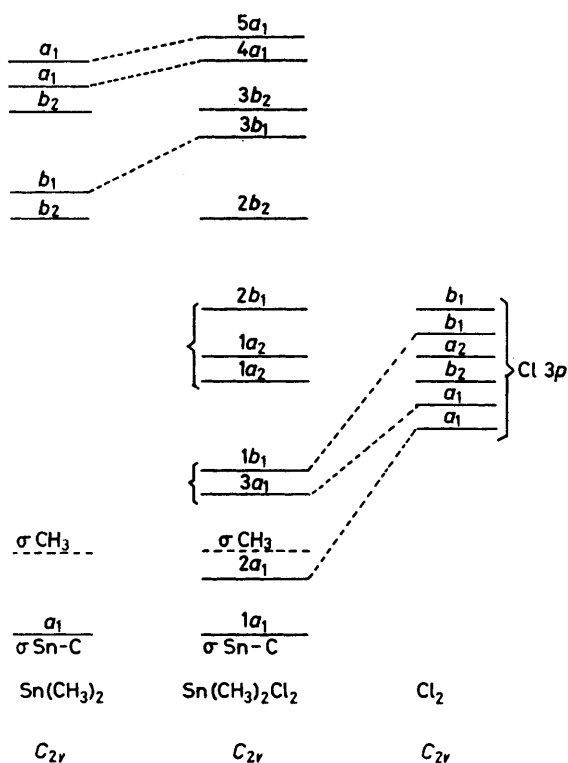 5a₁
a₁
4a₁
a₁
b₂
3b₂
3b₁
b₁
b₂
2b₂
2b₁
b₁
b₁
1a₂
a₂
1a₂
b₂
Cl 3p
a₁
a₁
1b₁
3a₁
σ CH₃
σ CH₃
2a₁
a₁
1a₁
σ Sn-C
σ Sn-C
Sn(CH₃)₂ Sn(CH₃)₂Cl₂ Cl₂
C₂ᵥ C₂ᵥ C₂ᵥ